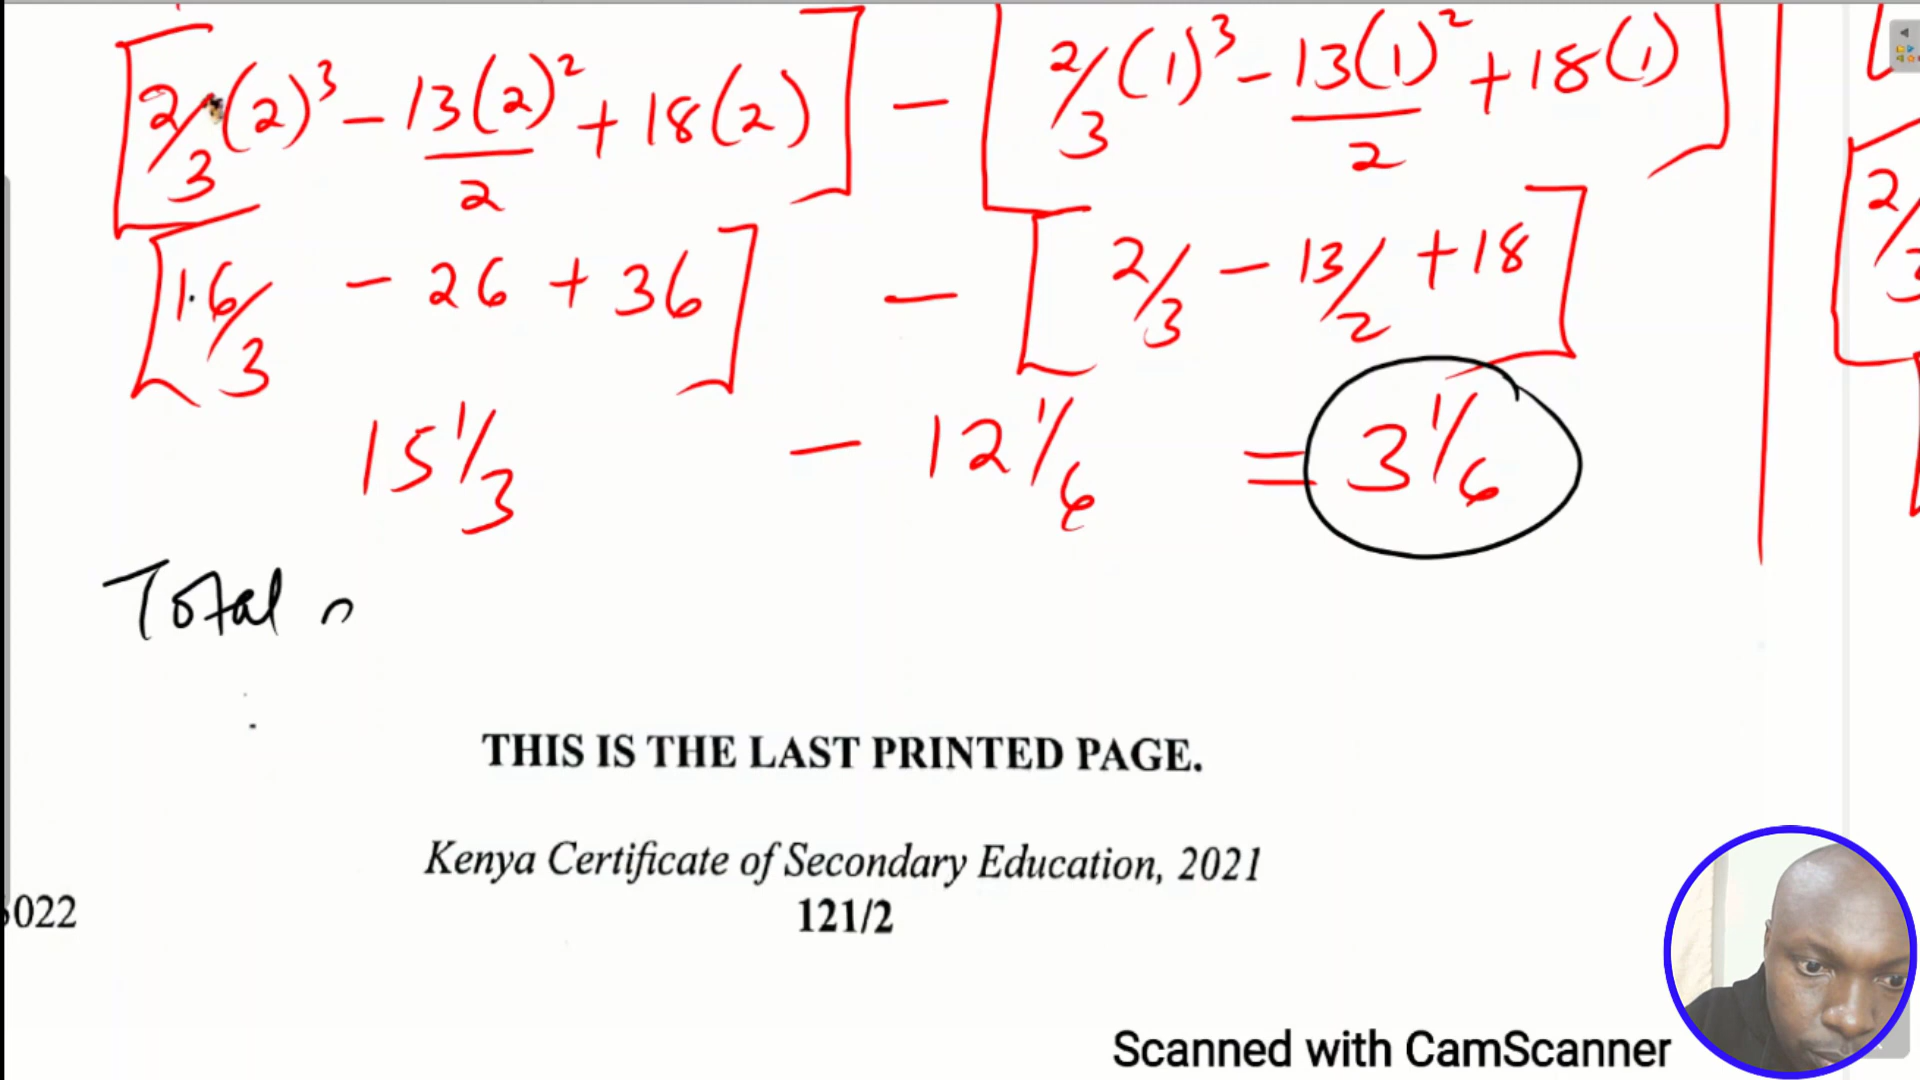 [2/3(2)³ - 13(2)²/2 + 18(2)] - [2/3(1)³ - 13(1)²/2 + 18(1)]
[16/3 - 26 + 36] - [2/3 - 13/2 + 18]
15 1/3 - 12 1/6 = 3 1/6
Total
THIS IS THE LAST PRINTED PAGE.
Kenya Certificate of Secondary Education, 2021
022
121/2
Scanned with CamScanner